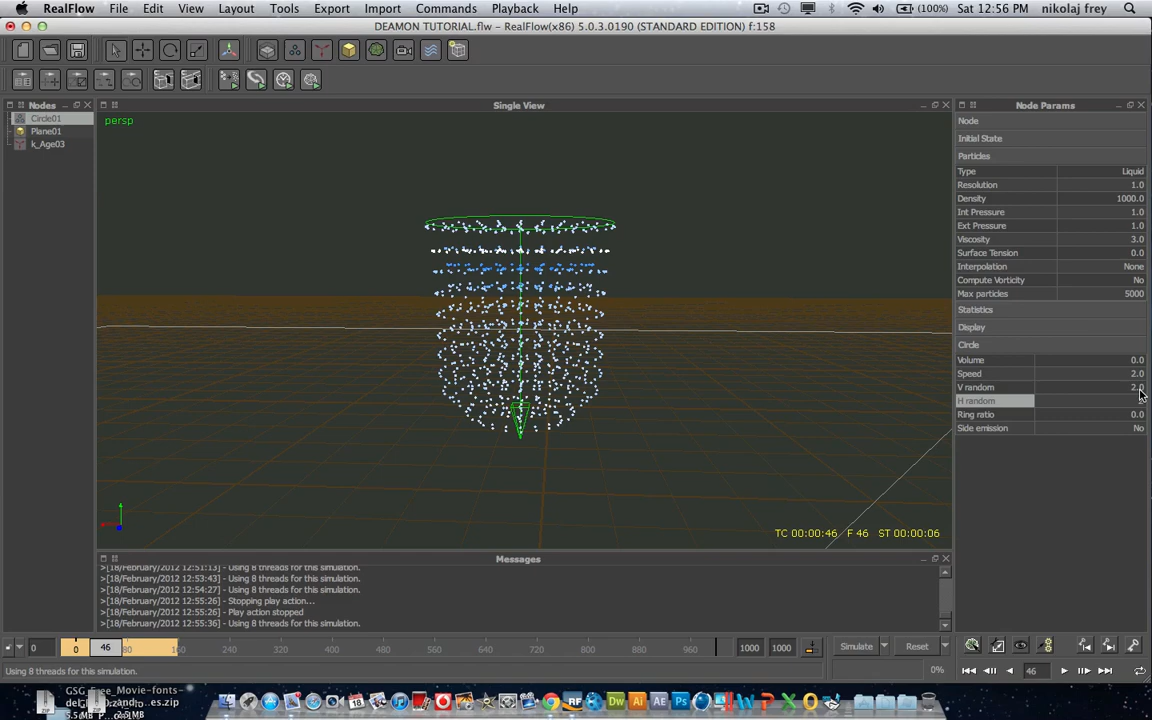 RealFlow File Edit View Layout Tools Export Import Commands Playback Help (100%) Sat 12:56 PM nikolaj frey
DEAMON TUTORIAL.flw - RealFlow(x86) 5.0.3.0190 (STANDARD EDITION) f:158
Nodes
Single View
Node Params
Circle01
Plane01
k_Age03
persp
TC 00:00:46 F 46 ST 00:00:06
Node
Initial State
Particles
Type Liquid
Resolution 1.0
Density 1000.0
Int Pressure 1.0
Ext Pressure 1.0
Viscosity 3.0
Surface Tension 0.0
Interpolation None
Compute Vorticity No
Max particles 5000
Statistics
Display
Circle
Volume 0.0
Speed 2.0
V random 2.0
H random
Ring ratio 0.0
Side emission No
Messages
>[18/February/2012 12:51:13] - Using 8 threads for this simulation.
>[18/February/2012 12:53:43] - Using 8 threads for this simulation.
>[18/February/2012 12:54:27] - Using 8 threads for this simulation.
>[18/February/2012 12:55:26] - Stopping play action...
>[18/February/2012 12:55:26] - Play action stopped
>[18/February/2012 12:55:36] - Using 8 threads for this simulation.
0 0 46 80 160 240 320 400 480 560 640 720 800 880 960 1000 1000 Simulate Reset
Using 8 threads for this simulation. 0% 46
GSG_Free_Movie-fonts-